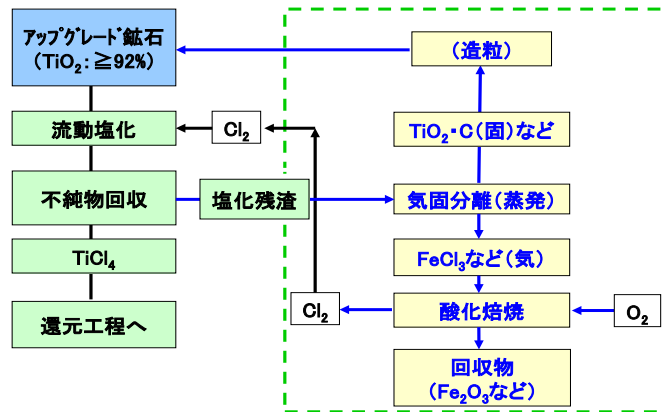 アップグレード鉱石
（TiO2：≧92%）
流動塩化
Cl2
不純物回収
塩化残渣
TiCl4
還元工程へ
（造粒）
TiO2・C（固）など
気固分離（蒸発）
FeCl3など（気）
Cl2
酸化焙焼
O2
回収物
（Fe2O3など）